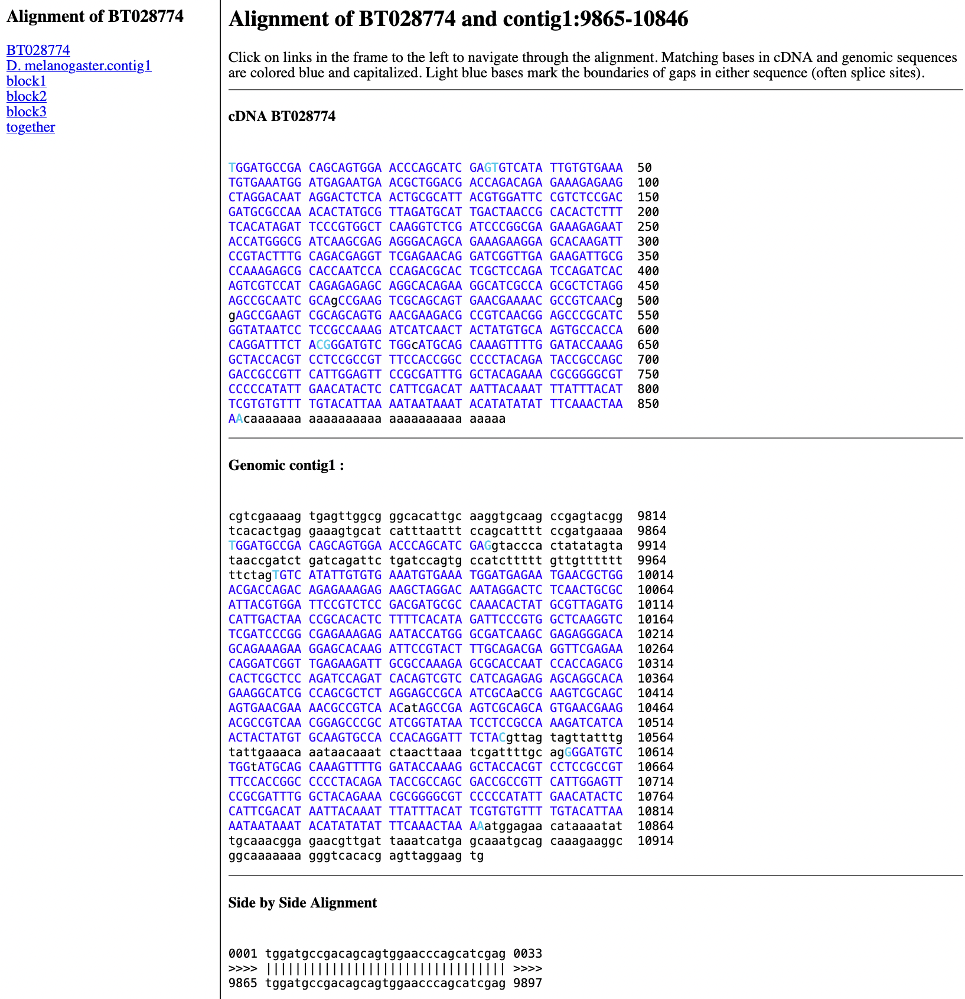 Alignment of BT028774
BT028774
D. melanogaster.contig1
block1
block2
block3
together
Alignment of BT028774 and contig1:9865-10846
Click on links in the frame to the left to navigate through the alignment. Matching bases in cDNA and genomic sequences
are colored blue and capitalized. Light blue bases mark the boundaries of gaps in either sequence (often splice sites).
cDNA BT028774
TGGATGCCGA CAGCAGTGGA ACCCAGCATC GAGTGTCATA TTGTGTGAAA 50
TGTGAAATGG ATGAGAATGA ACGCTGGACG ACCAGACAGA GAAAGAGAAG 100
CTAGGACAAT AGGACTCTCA ACTGCGCATT ACGTGGATTC CGTCTCCGAC 150
GATGCGCCAA ACACTATGCG TTAGATGCAT TGACTAACCG CACACTCTTT 200
TCACATAGAT TCCCGTGGCT CAAGGTCTCG ATCCCGGCGA GAAAGAGAAT 250
ACCATGGGCG ATCAAGCGAG AGGGACAGCA GAAAGAAGGA GCACAAGATT 300
CCGTACTTTG CAGACGAGGT TCGAGAACAG GATCGGTTGA GAAGATTGCG 350
CCAAAGAGCG CACCAATCCA CCAGACGCAC TCGCTCCAGA TCCAGATCAC 400
AGTCGTCCAT CAGAGAGAGC AGGCACAGAA GGCATCGCCA GCGCTCTAGG 450
AGCCGCAATC GCAgCCGAAG TCGCAGCAGT GAACGAAAAC GCCGTCAACg 500
gAGCCGAAGT CGCAGCAGTG AACGAAGACG CCGTCAACGG AGCCCGCATC 550
GGTATAATCC TCCGCCAAAG ATCATCAACT ACTATGTGCA AGTGCCACCA 600
CAGGATTTCT ACGGGATGTC TGGcATGCAG CAAAGTTTTG GATACCAAAG 650
GCTACCACGT CCTCCGCCGT TTCCACCGGC CCCCTACAGA TACCGCCAGC 700
GACCGCCGTT CATTGGAGTT CCGCGATTTG GCTACAGAAA CGCGGGGCGT 750
CCCCCATATT GAACATACTC CATTCGACAT AATTACAAAT TTATTTACAT 800
TCGTGTGTTT TGTACATTAA AATAATAAAT ACATATATAT TTCAAACTAA 850
AAcaaaaaaa aaaaaaaaaa aaaaaaaaaa aaaaa
Genomic contig1 :
cgtcgaaaag tgagttggcg ggcacattgc aaggtgcaag ccgagtacgg 9814
tcacactgag gaaagtgcat catttaattt ccagcatttt ccgatgaaaa 9864
TGGATGCCGA CAGCAGTGGA ACCCAGCATC GAGgtaccca ctatatagta 9914
taaccgatct gatcagattc tgatccagtg ccatcttttt gttgtttttt 9964
ttctagTGTC ATATTGTGTG AAATGTGAAA TGGATGAGAA TGAACGCTGG 10014
ACGACCAGAC AGAGAAAGAG AAGCTAGGAC AATAGGACTC TCAACTGCGC 10064
ATTACGTGGA TTCCGTCTCC GACGATGCGC CAAACACTAT GCGTTAGATG 10114
CATTGACTAA CCGCACACTC TTTTCACATA GATTCCCGTG GCTCAAGGTC 10164
TCGATCCCGG CGAGAAAGAG AATACCATGG GCGATCAAGC GAGAGGGACA 10214
GCAGAAAGAA GGAGCACAAG ATTCCGTACT TTGCAGACGA GGTTCGAGAA 10264
CAGGATCGGT TGAGAAGATT GCGCCAAAGA GCGCACCAAT CCACCAGACG 10314
CACTCGCTCC AGATCCAGAT CACAGTCGTC CATCAGAGAG AGCAGGCACA 10364
GAAGGCATCG CCAGCGCTCT AGGAGCCGCA ATCGCAaCCG AAGTCGCAGC 10414
AGTGAACGAA AACGCCGTCA ACatAGCCGA AGTCGCAGCA GTGAACGAAG 10464
ACGCCGTCAA CGGAGCCCGC ATCGGTATAA TCCTCCGCCA AAGATCATCA 10514
ACTACTATGT GCAAGTGCCA CCACAGGATT TCTACgttag tagttatttg 10564
tattgaaaca aataacaaat ctaacttaaa tcgattttgc agGGGATGTC 10614
TGGtATGCAG CAAAGTTTTG GATACCAAAG GCTACCACGT CCTCCGCCGT 10664
TTCCACCGGC CCCCTACAGA TACCGCCAGC GACCGCCGTT CATTGGAGTT 10714
CCGCGATTTG GCTACAGAAA CGCGGGGCGT CCCCCATATT GAACATACTC 10764
CATTCGACAT AATTACAAAT TTATTTACAT TCGTGTGTTT TGTACATTAA 10814
AATAATAAAT ACATATATAT TTCAAACTAA AAatggagaa cataaaatat 10864
tgcaaacgga gaacgttgat taaatcatga gcaaatgcag caaagaaggc 10914
ggcaaaaaaa gggtcacacg agttaggaag tg
Side by Side Alignment
0001 tggatgccgacagcagtggaacccagcatcgag 0033
>>>> ||||||||||||||||||||||||||||||||| >>>>
9865 tggatgccgacagcagtggaacccagcatcgag 9897